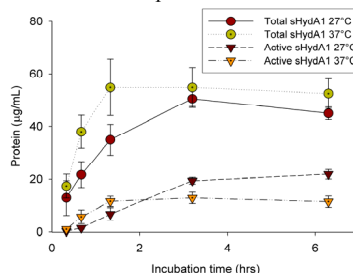 Total sHydA1 27°C
Total sHydA1 37°C
Active sHydA1 27°C
Active sHydA1 37°C
80
60
40
20
0
Protein (µg/mL)
0
2
4
6
Incubation time (hrs)